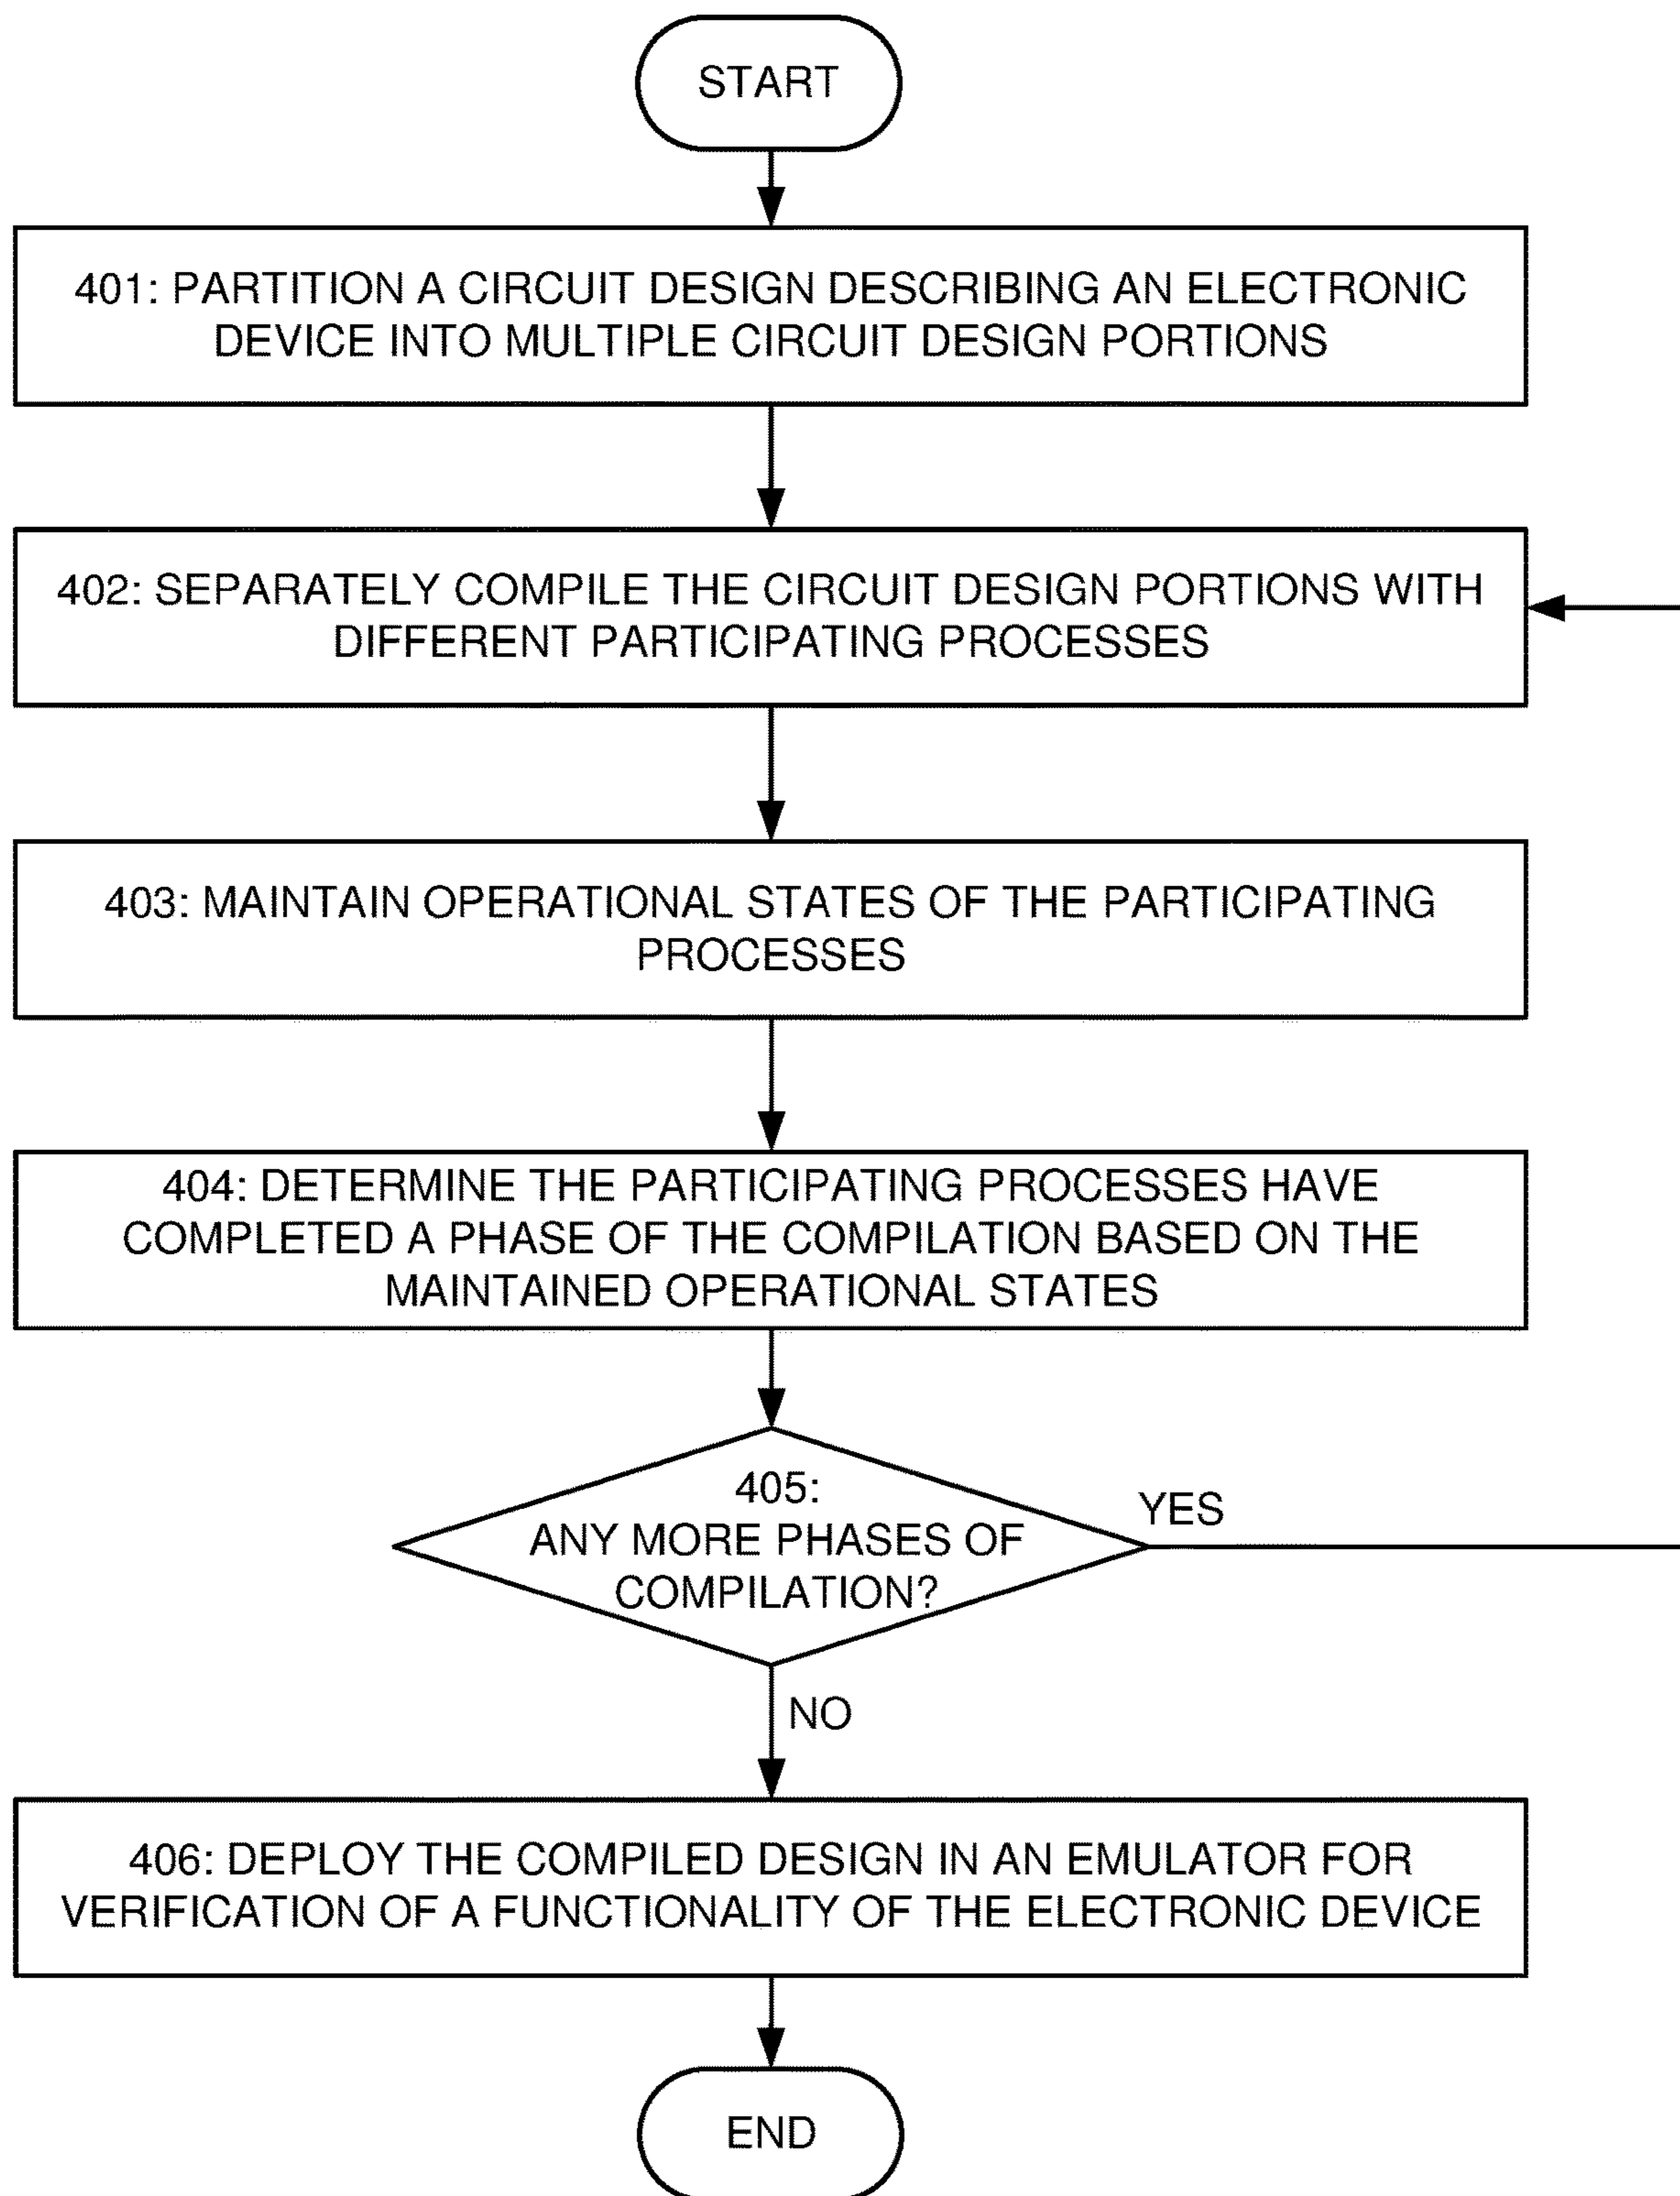 START
401: PARTITION A CIRCUIT DESIGN DESCRIBING AN ELECTRONIC
DEVICE INTO MULTIPLE CIRCUIT DESIGN PORTIONS
402: SEPARATELY COMPILE THE CIRCUIT DESIGN PORTIONS WITH
DIFFERENT PARTICIPATING PROCESSES
403: MAINTAIN OPERATIONAL STATES OF THE PARTICIPATING
PROCESSES
404: DETERMINE THE PARTICIPATING PROCESSES HAVE
COMPLETED A PHASE OF THE COMPILATION BASED ON THE
MAINTAINED OPERATIONAL STATES
405:
ANY MORE PHASES OF
COMPILATION?
YES
NO
406: DEPLOY THE COMPILED DESIGN IN AN EMULATOR FOR
VERIFICATION OF A FUNCTIONALITY OF THE ELECTRONIC DEVICE
END